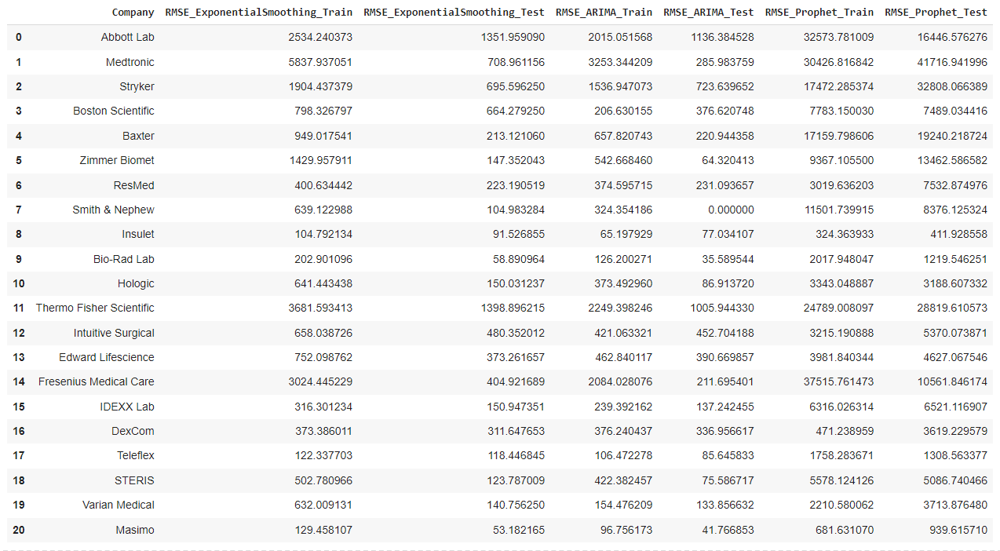 Company RMSE_ExponentialSmoothing_Train RMSE_ExponentialSmoothing_Test RMSE_ARIMA_Train RMSE_ARIMA_Test RMSE_Prophet_Train RMSE_Prophet_Test
0 Abbott Lab 2534.240373 1351.959090 2015.051568 1136.384528 32573.781009 16446.576276
1 Medtronic 5837.937051 708.961156 3253.344209 285.983759 30426.816842 41716.941996
2 Stryker 1904.437379 695.596250 1536.947073 723.639652 17472.285374 32808.066389
3 Boston Scientific 798.326797 664.279250 206.630155 376.620748 7783.150030 7489.034416
4 Baxter 949.017541 213.121060 657.820743 220.944358 17159.798606 19240.218724
5 Zimmer Biomet 1429.957911 147.352043 542.668460 64.320413 9367.105500 13462.586582
6 ResMed 400.634442 223.190519 374.595715 231.093657 3019.636203 7532.874976
7 Smith & Nephew 639.122988 104.983284 324.354186 0.000000 11501.739915 8376.125324
8 Insulet 104.792134 91.526855 65.197929 77.034107 324.363933 411.928558
9 Bio-Rad Lab 202.901096 58.890964 126.200271 35.589544 2017.948047 1219.546251
10 Hologic 641.443438 150.031237 373.492960 86.913720 3343.048887 3188.607332
11 Thermo Fisher Scientific 3681.593413 1398.896215 2249.398246 1005.944330 24789.008097 28819.610573
12 Intuitive Surgical 658.038726 480.352012 421.063321 452.704188 3215.190888 5370.073871
13 Edward Lifescience 752.098762 373.261657 462.840117 390.669857 3981.840344 4627.067546
14 Fresenius Medical Care 3024.445229 404.921689 2084.028076 211.695401 37515.761473 10561.846174
15 IDEXX Lab 316.301234 150.947351 239.392162 137.242455 6316.026314 6521.116907
16 DexCom 373.386011 311.647653 376.240437 336.956617 471.238959 3619.229579
17 Teleflex 122.337703 118.446845 106.472278 85.645833 1758.283671 1308.563377
18 STERIS 502.780966 123.787009 422.382457 75.586717 5578.124126 5086.740466
19 Varian Medical 632.009131 140.756250 154.476209 133.856632 2210.580062 3713.876480
20 Masimo 129.458107 53.182165 96.756173 41.766853 681.631070 939.615710